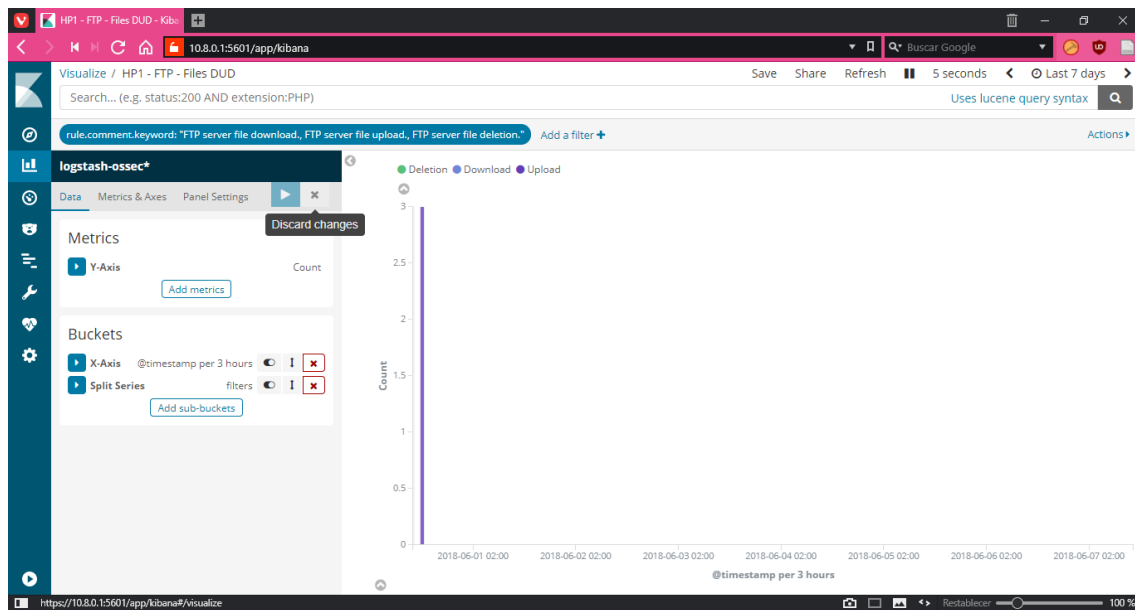 HP1 - FTP - Files DUD - Kiba
10.8.0.1:5601/app/kibana
Buscar Google
Visualize / HP1 - FTP - Files DUD
Save Share Refresh 5 seconds Last 7 days
Search... (e.g. status:200 AND extension:PHP)
Uses lucene query syntax
rule.comment.keyword: "FTP server file download., FTP server file upload., FTP server file deletion."
Add a filter
Actions
logstash-ossec*
Data Metrics & Axes Panel Settings
Discard changes
Metrics
Y-Axis Count
Add metrics
Buckets
X-Axis @timestamp per 3 hours
Split Series filters
Add sub-buckets
Deletion Download Upload
3
2.5
2
1.5
1
0.5
0
Count
2018-06-01 02:00 2018-06-02 02:00 2018-06-03 02:00 2018-06-04 02:00 2018-06-05 02:00 2018-06-06 02:00 2018-06-07 02:00
@timestamp per 3 hours
https://10.8.0.1:5601/app/kibana#/visualize
Restablecer 100 %